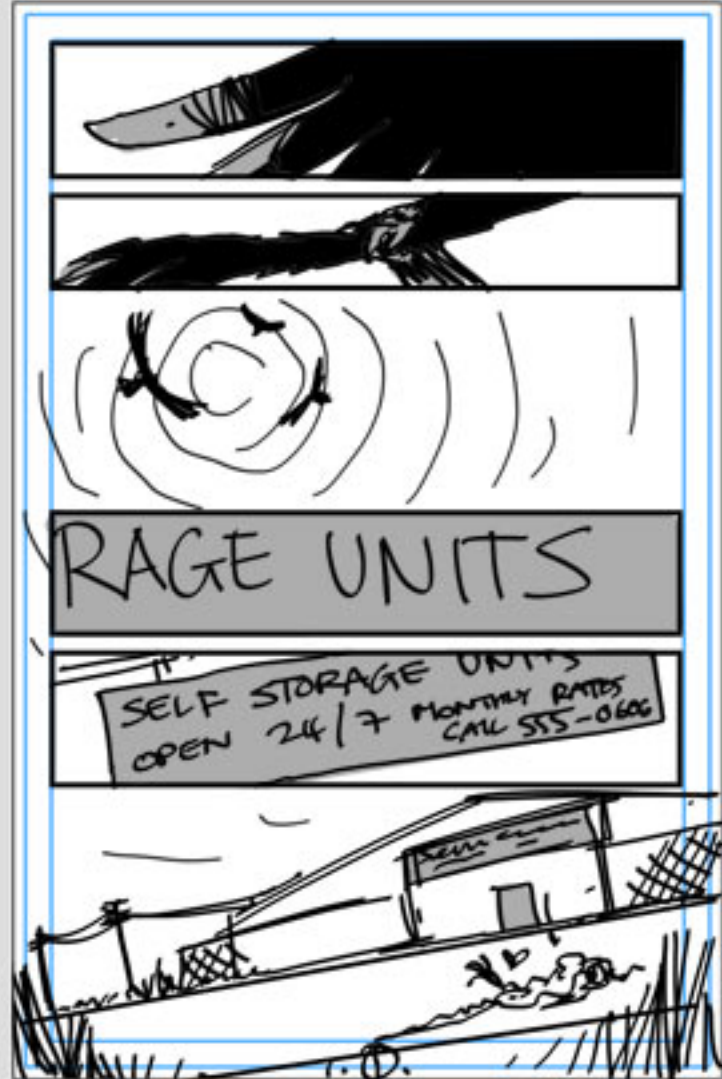 RAGE UNITS
SELF STORAGE UNITS
OPEN 24/7 MONTHLY RATES
CALL 555-0606